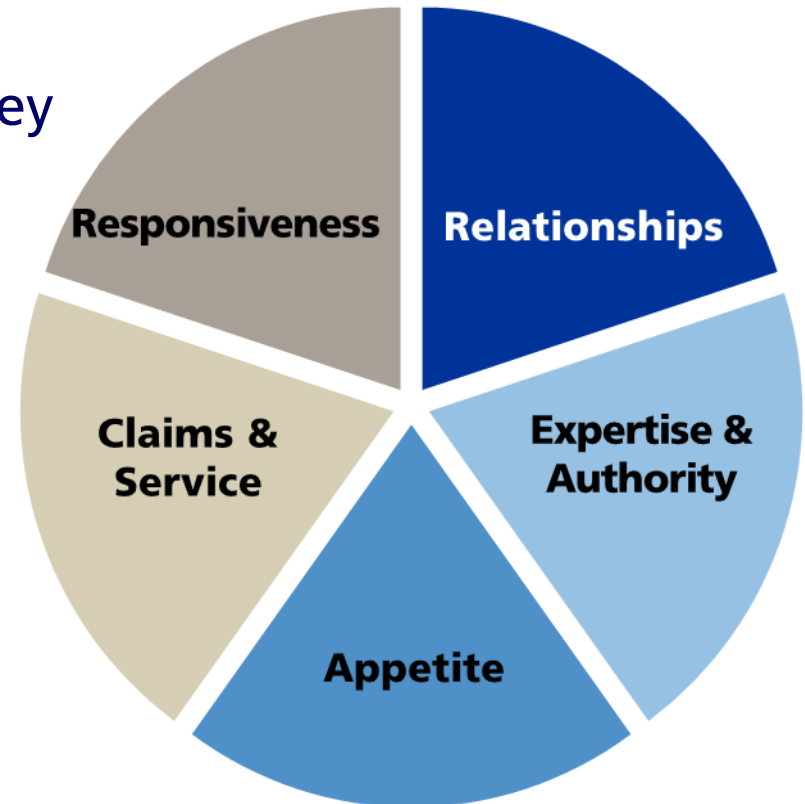 ey
Responsiveness
Relationships
Claims &
Service
Expertise &
Authority
Appetite